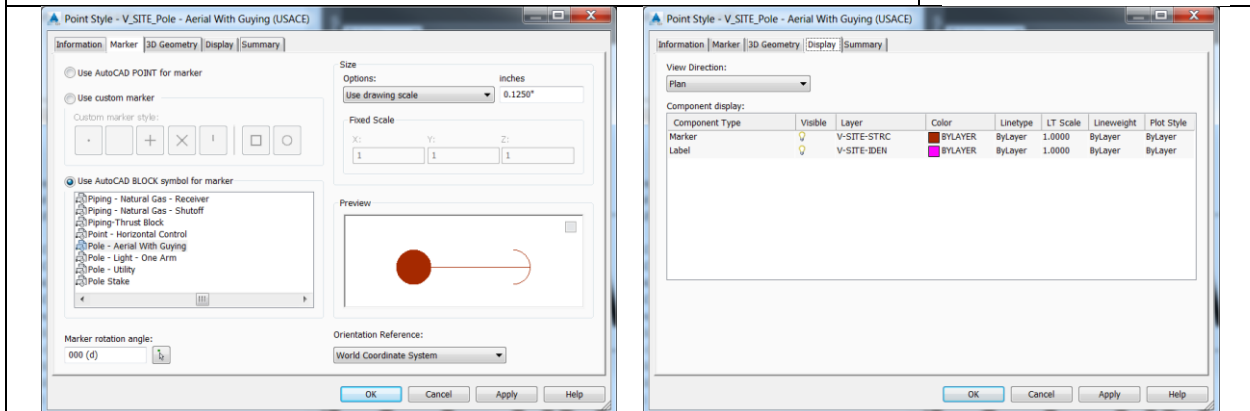 Point Style - V_SITE_Pole - Aerial With Guying (USACE)
Information Marker 3D Geometry Display Summary
Use AutoCAD POINT for marker
Use custom marker
Custom marker style:
Use AutoCAD BLOCK symbol for marker
Piping - Natural Gas - Receiver
Piping - Natural Gas - Shutoff
Piping-Thrust Block
Point - Horizontal Control
Pole - Aerial With Guying
Pole - Light - One Arm
Pole - Utility
Pole Stake
Marker rotation angle:
000 (d)
Size
Options: inches
Use drawing scale 0.1250"
Fixed Scale
X: Y: Z:
1 1 1
Preview
Orientation Reference:
World Coordinate System
OK Cancel Apply Help
Point Style - V_SITE_Pole - Aerial With Guying (USACE)
Information Marker 3D Geometry Display Summary
View Direction:
Plan
Component display:
Component Type Visible Layer Color Linetype LT Scale Lineweight Plot Style
Marker V-SITE-STRC BYLAYER ByLayer 1.0000 ByLayer ByLayer
Label V-SITE-IDEN BYLAYER ByLayer 1.0000 ByLayer ByLayer
OK Cancel Apply Help